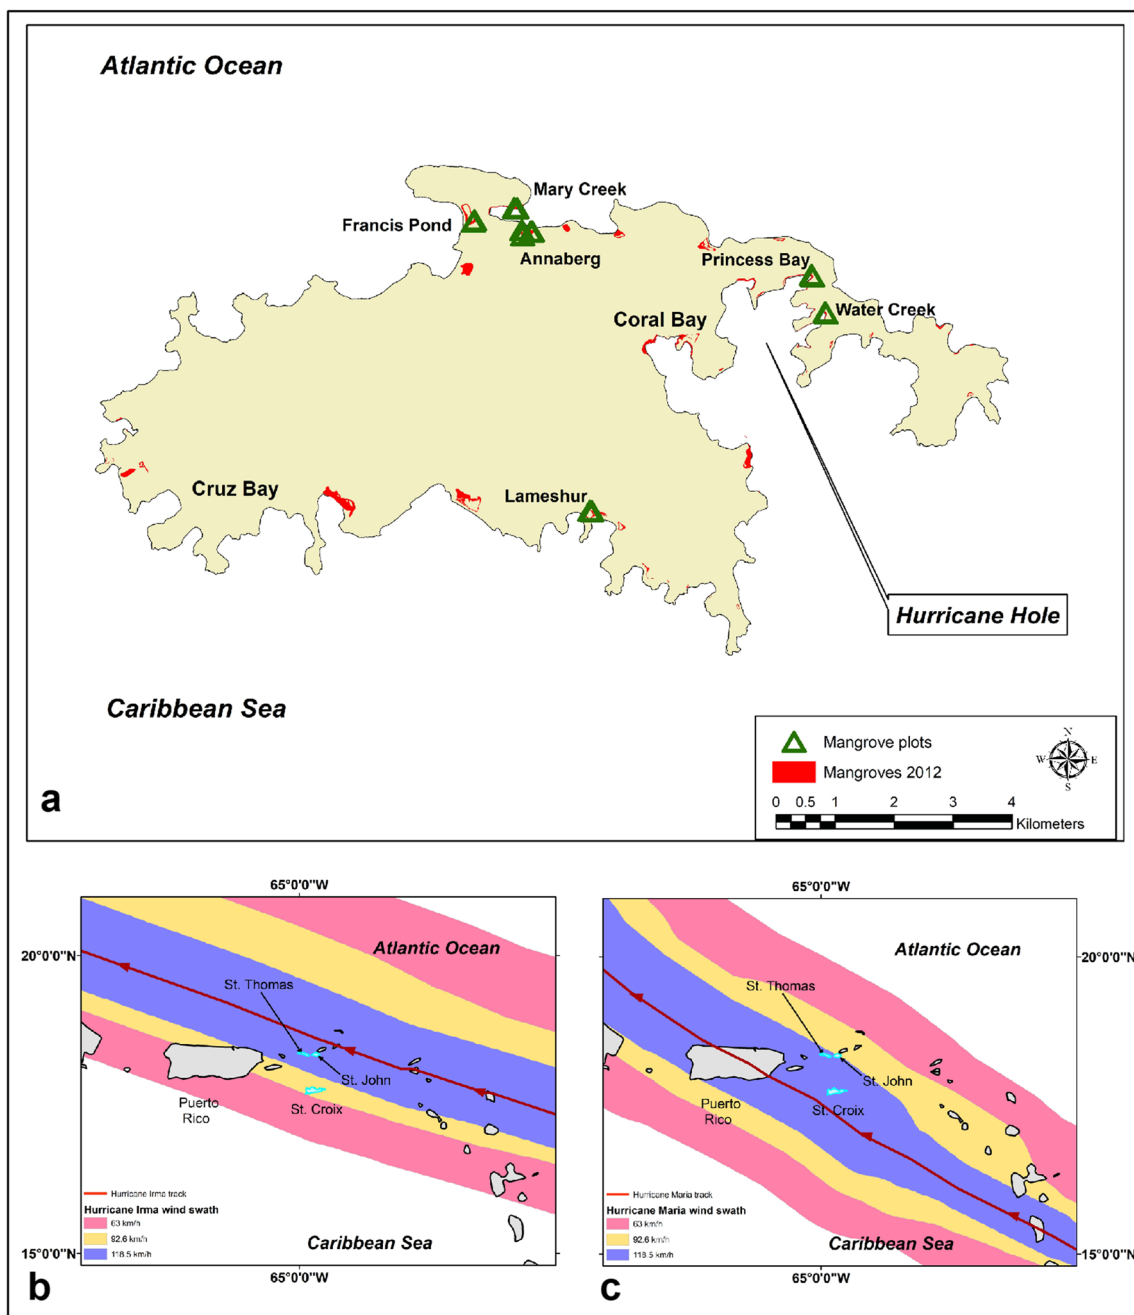 Atlantic Ocean
Mary Creek
Francis Pond
Annaberg
Princess Bay
Water Creek
Coral Bay
Cruz Bay
Lameshur
Hurricane Hole
Caribbean Sea
Mangrove plots
Mangroves 2012
N
W E
S
0 0.5 1 2 3 4
Kilometers
a
65°0'0"W
20°0'0"N
Atlantic Ocean
St. Thomas
St. John
St. Croix
Puerto
Rico
Hurricane Irma track
Hurricane Irma wind swath
63 km/h
92.6 km/h
118.5 km/h
Caribbean Sea
15°0'0"N
65°0'0"W
b
65°0'0"W
Atlantic Ocean
20°0'0"N
St. Thomas
St. John
St. Croix
Puerto
Rico
Hurricane Maria track
Hurricane Maria wind swath
63 km/h
92.6 km/h
118.5 km/h
Caribbean Sea
15°0'0"N
65°0'0"W
c